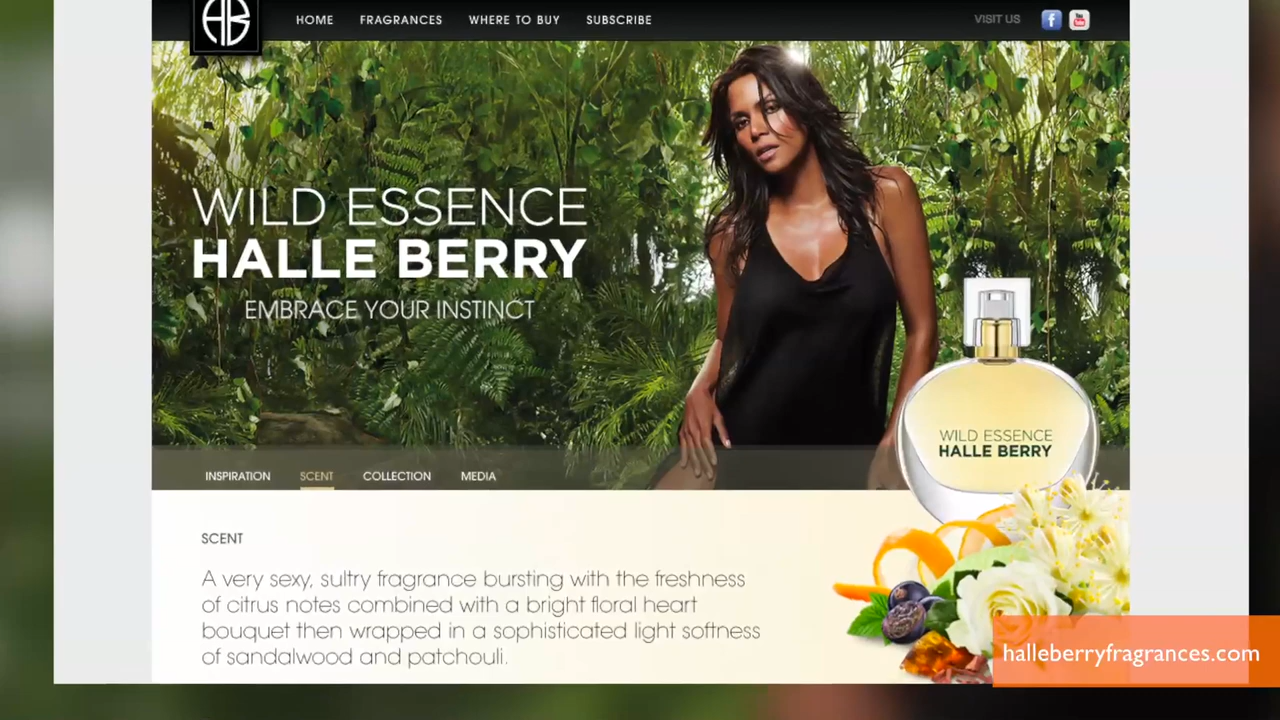 HB
HOME FRAGRANCES WHERE TO BUY SUBSCRIBE VISIT US
WILD ESSENCE
HALLE BERRY
EMBRACE YOUR INSTINCT
WILD ESSENCE
HALLE BERRY
INSPIRATION SCENT COLLECTION MEDIA
SCENT
A very sexy, sultry fragrance bursting with the freshness
of citrus notes combined with a bright floral heart
bouquet then wrapped in a sophisticated light softness
of sandalwood and patchouli.
halleberryfragrances.com